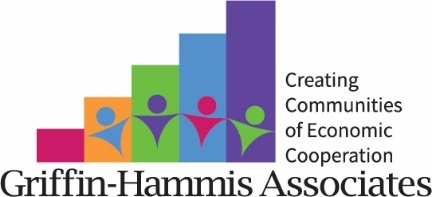 Creating
Communities
of Economic
Cooperation
Griffin-Hammis Associates